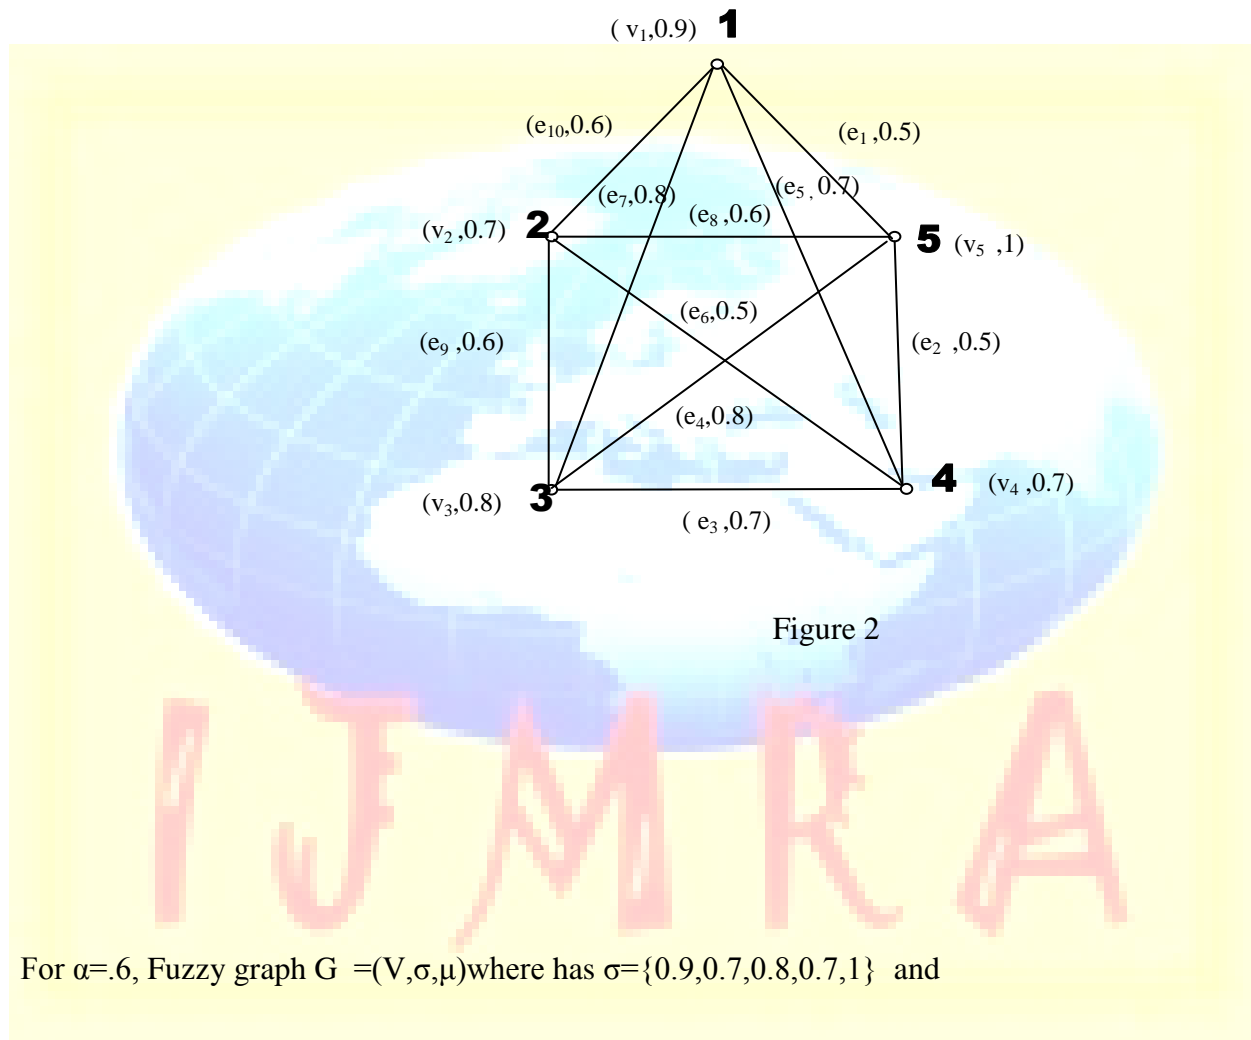 ( v₁,0.9) 1
(e₁₀,0.6)
(e₁ ,0.5)
(e₇,0.8)
(e₅ , 0.7)
(e₈ ,0.6)
(v₂ ,0.7) 2
5 (v₅ ,1)
(e₆,0.5)
(e₉ ,0.6)
(e₂ ,0.5)
(e₄,0.8)
(v₃,0.8) 3
4 (v₄ ,0.7)
( e₃ ,0.7)
Figure 2
IJMRA
For α=.6, Fuzzy graph G =(V,σ,μ)where has σ={0.9,0.7,0.8,0.7,1} and